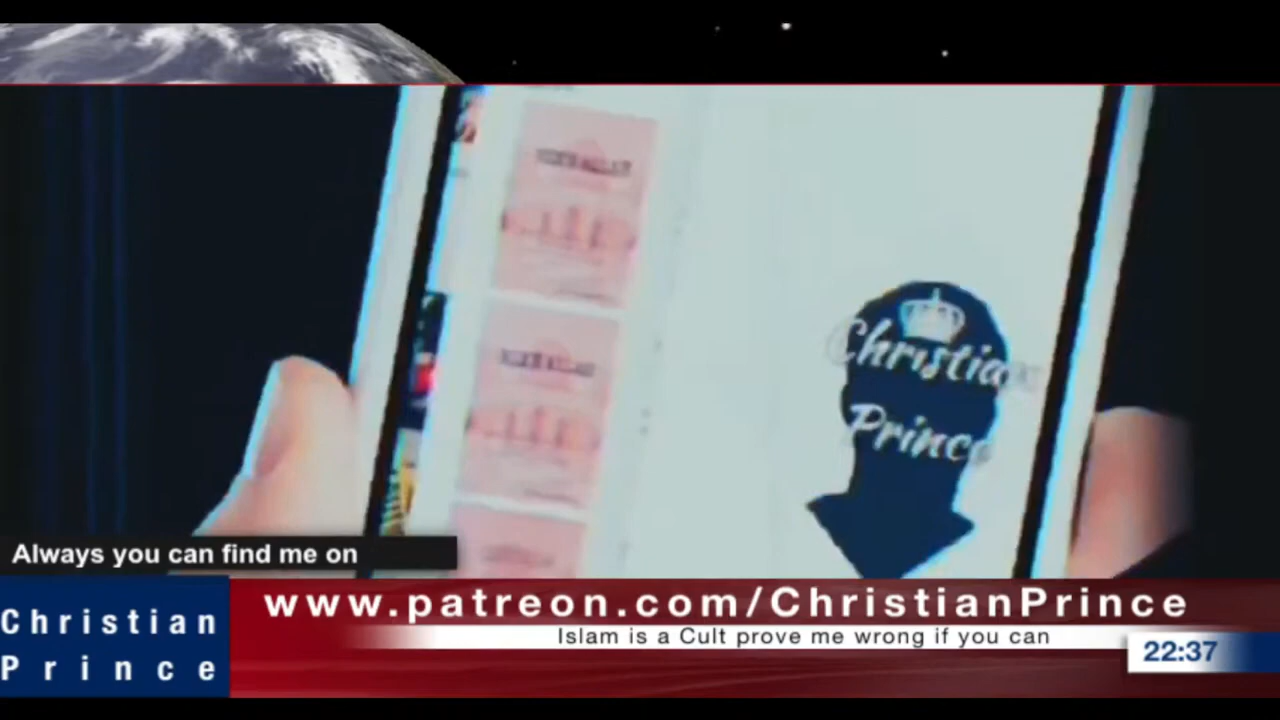 Christian
Prince
Always you can find me on
Christian
Prince
www.patreon.com/ChristianPrince
Islam is a Cult prove me wrong if you can
22:37